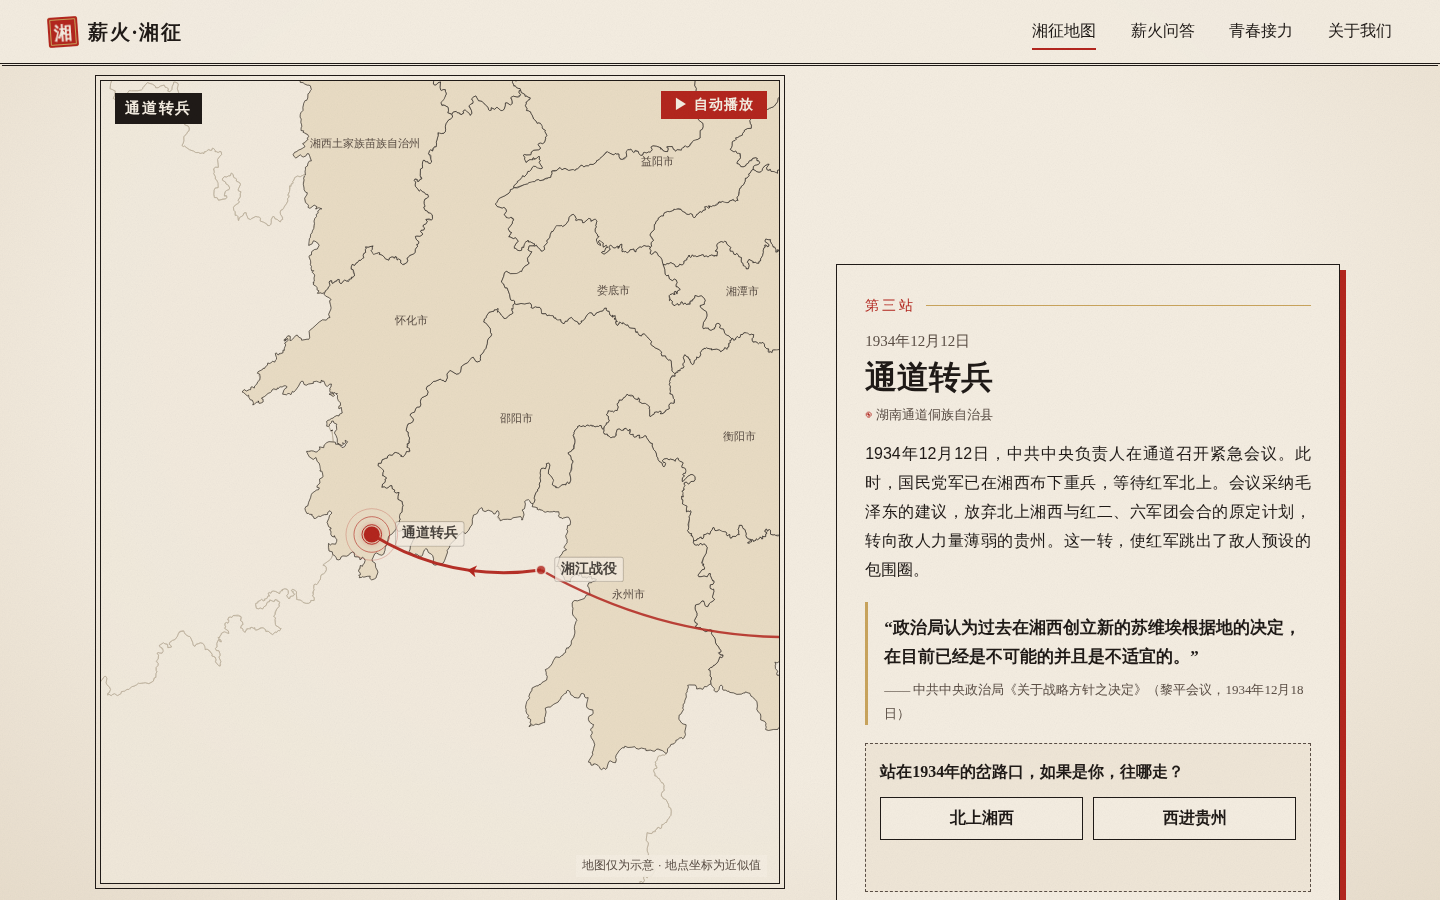 湘
薪火·湘征
湘征地图
薪火问答
青春接力
关于我们
通道转兵
▶ 自动播放
湘西土家族苗族自治州
益阳市
娄底市
湘潭市
怀化市
邵阳市
衡阳市
通道转兵
湘江战役
永州市
地图仅为示意 · 地点坐标为近似值
第三站
1934年12月12日
通道转兵
湖南通道侗族自治县
1934年12月12日，中共中央负责人在通道召开紧急会议。此
时，国民党军已在湘西布下重兵，等待红军北上。会议采纳毛
泽东的建议，放弃北上湘西与红二、六军团会合的原定计划，
转向敌人力量薄弱的贵州。这一转，使红军跳出了敌人预设的
包围圈。
“政治局认为过去在湘西创立新的苏维埃根据地的决定，
在目前已经是不可能的并且是不适宜的。”
—— 中共中央政治局《关于战略方针之决定》（黎平会议，1934年12月18
日）
站在1934年的岔路口，如果是你，往哪走？
北上湘西
西进贵州